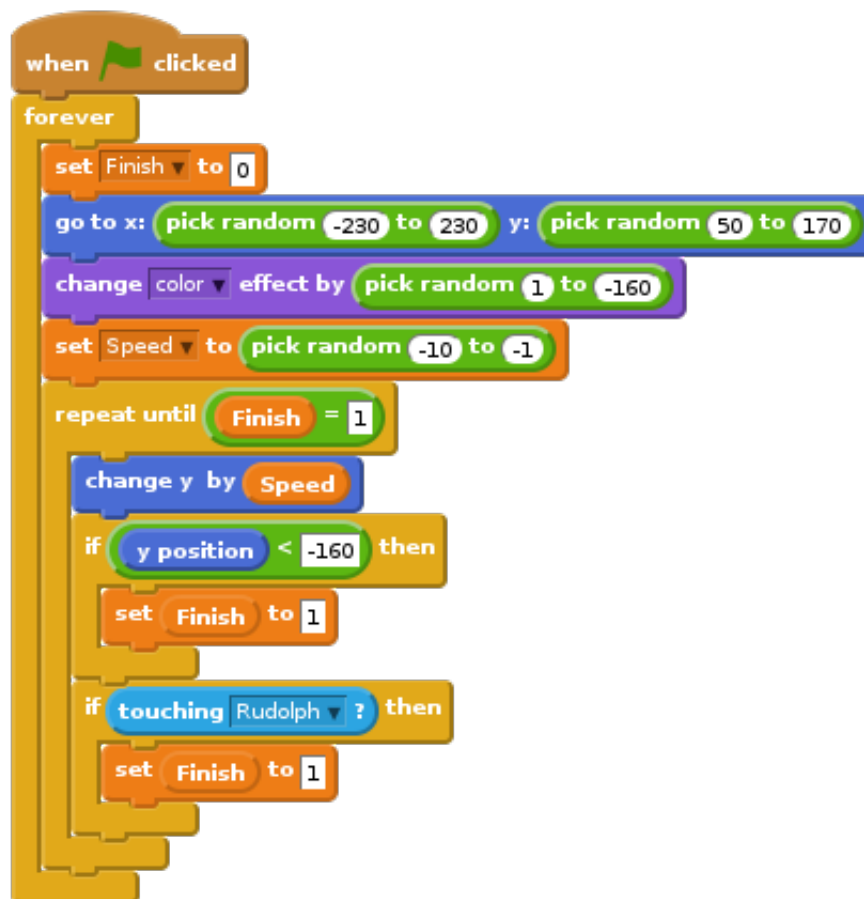 when clicked
forever
set Finish to 0
go to x: pick random -230 to 230 y: pick random 50 to 170
change color effect by pick random 1 to -160
set Speed to pick random -10 to -1
repeat until Finish = 1
change y by Speed
if y position < -160 then
set Finish to 1
if touching Rudolph ? then
set Finish to 1